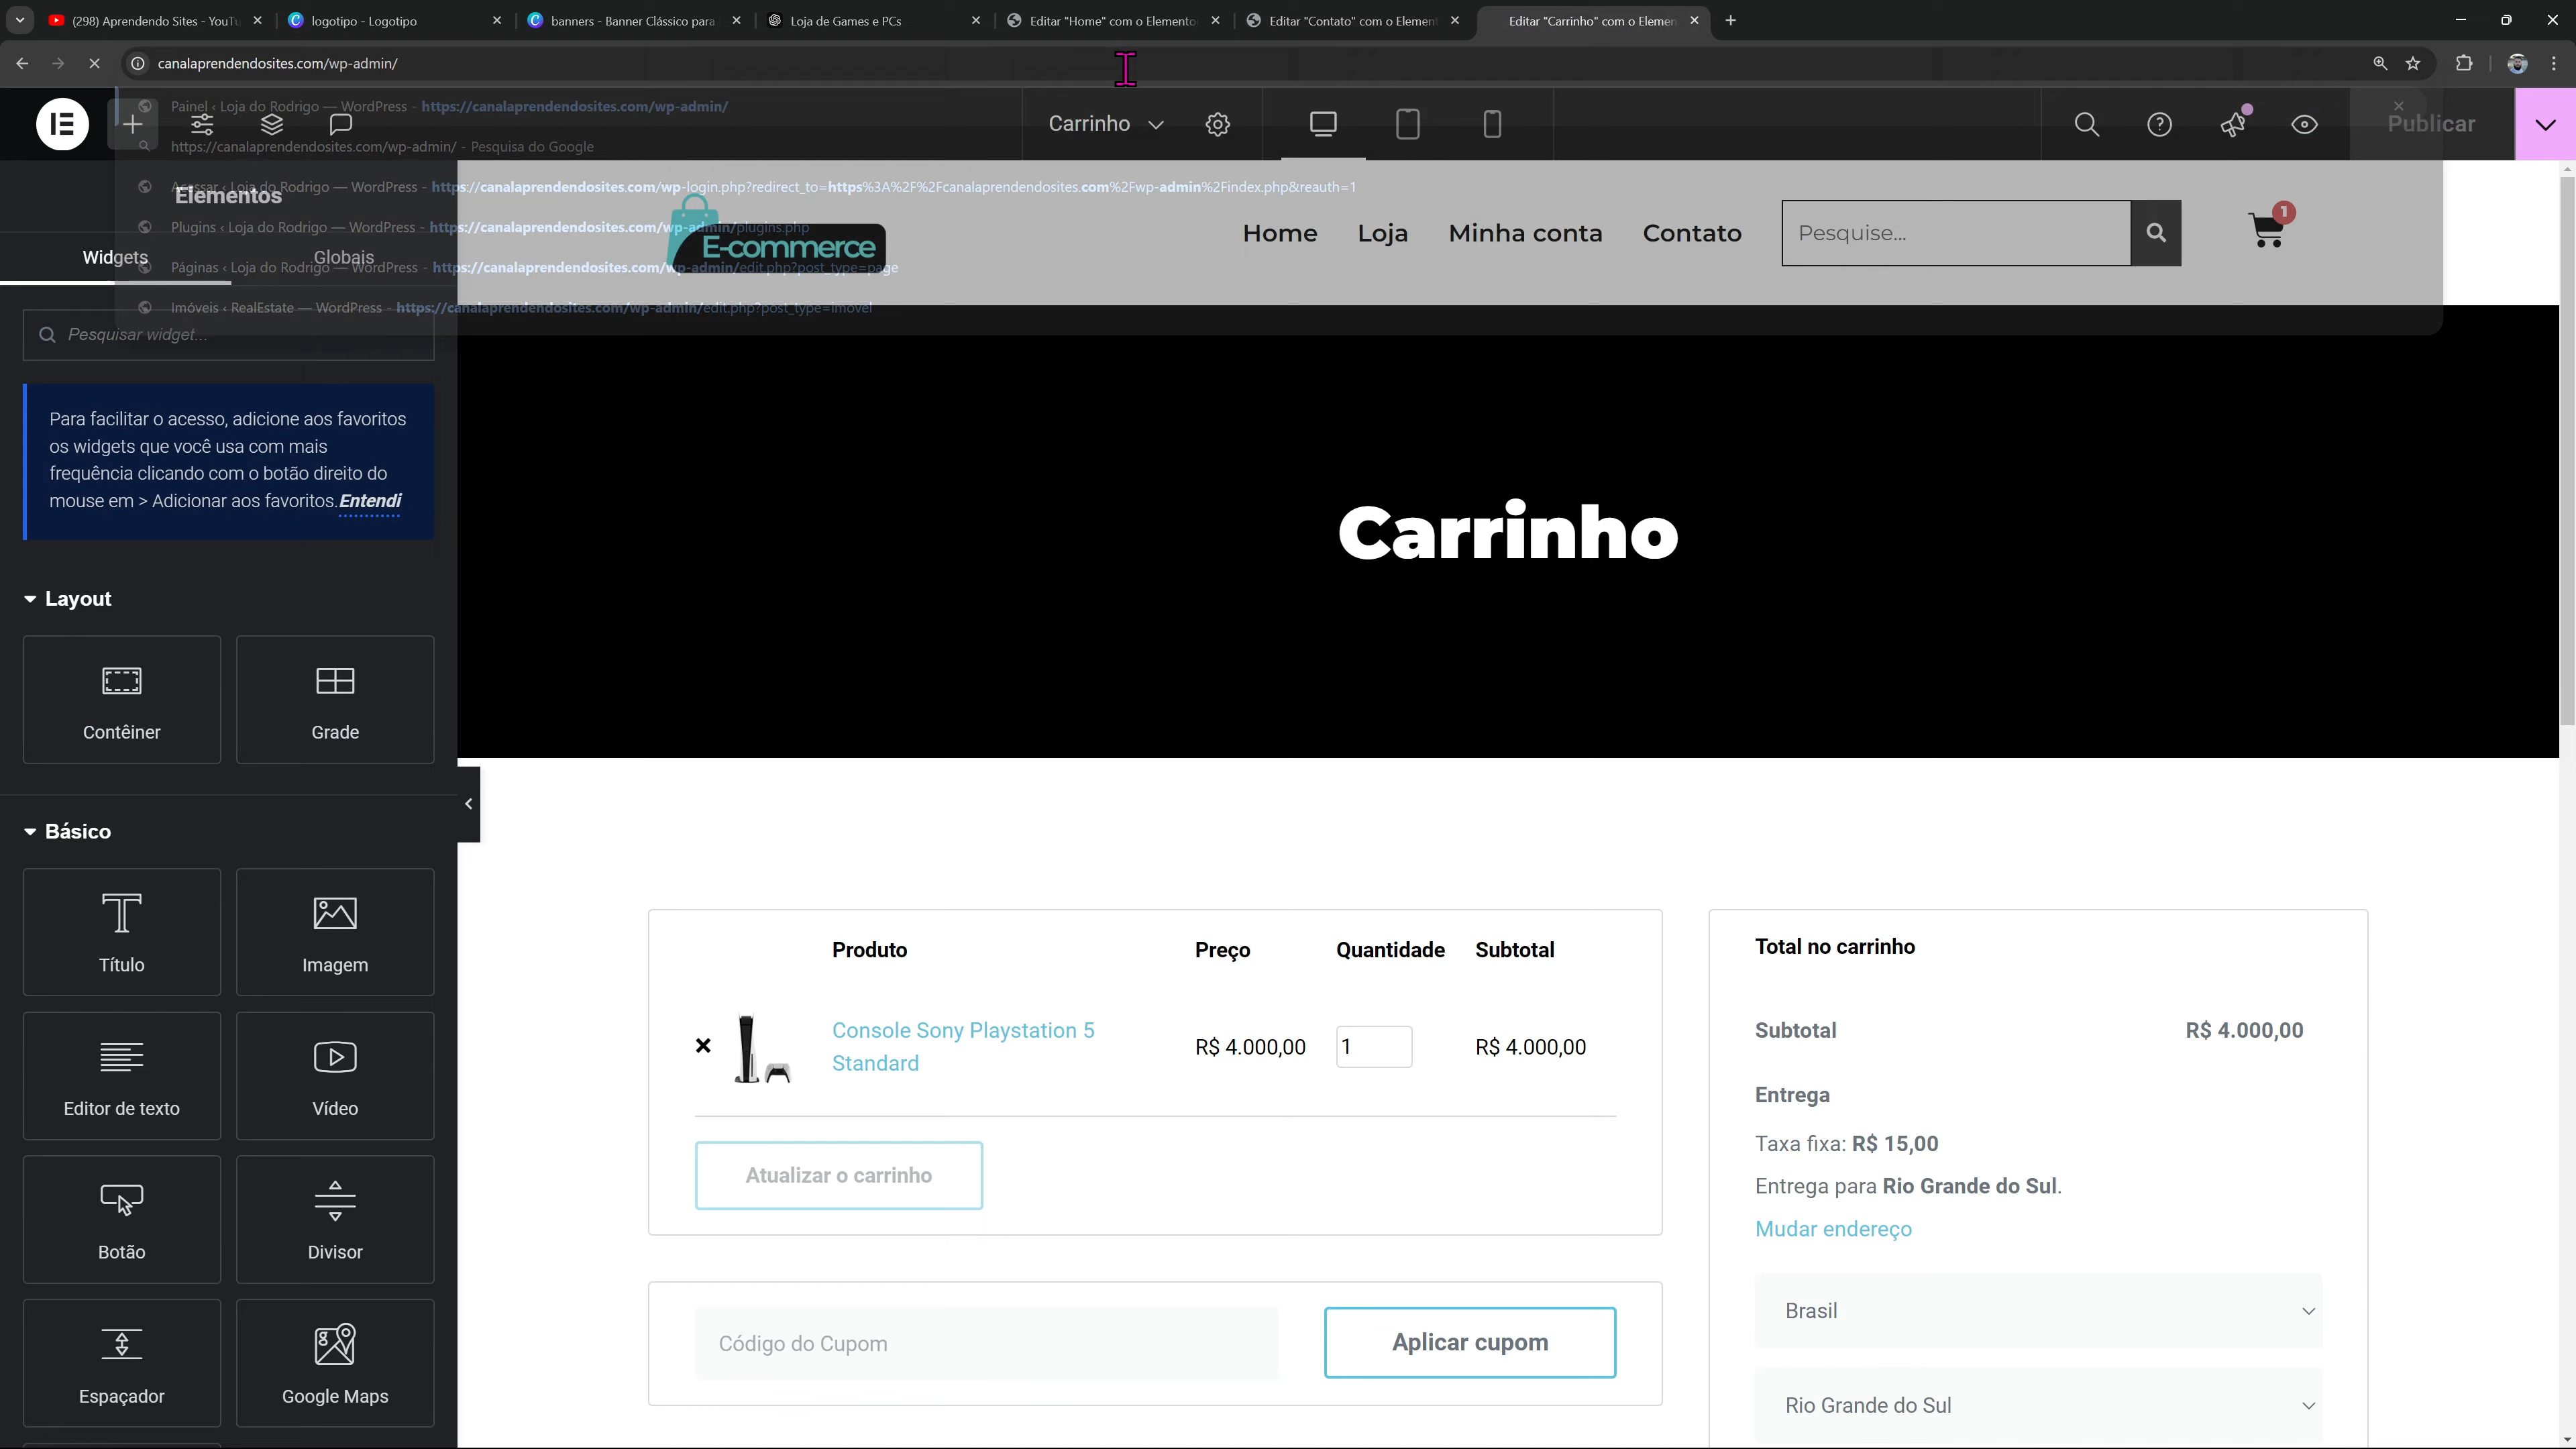 (298) Aprendendo Sites - YouTu
logotipo - Logotipo
banners - Banner Clássico para
Loja de Games e PCs
Editar "Home" com o Elemento
Editar "Contato" com o Element
Editar "Carrinho" com o Elemen
canalaprendendosites.com/wp-admin/
Painel ‹ Loja do Rodrigo — WordPress - https://canalaprendendosites.com/wp-admin/
Carrinho
Publicar
https://canalaprendendosites.com/wp-admin/ - Pesquisa do Google
Acessar ‹ Loja do Rodrigo — WordPress - https://canalaprendendosites.com/wp-login.php?redirect_to=https%3A%2F%2Fcanalaprendendosites.com%2Fwp-admin%2Findex.php&reauth=1
Elementos
Plugins ‹ Loja do Rodrigo — WordPress - https://canalaprendendosites.com/wp-admin/plugins.php
Widgets
Globais
Páginas ‹ Loja do Rodrigo — WordPress - https://canalaprendendosites.com/wp-admin/edit.php?post_type=page
Imóveis ‹ RealEstate — WordPress - https://canalaprendendosites.com/wp-admin/edit.php?post_type=imovel
Pesquisar widget...
E-commerce
Home
Loja
Minha conta
Contato
Pesquise...
1
Para facilitar o acesso, adicione aos favoritos
os widgets que você usa com mais
frequência clicando com o botão direito do
mouse em > Adicionar aos favoritos.Entendi
Layout
Contêiner
Grade
Básico
Título
Imagem
Editor de texto
Vídeo
Botão
Divisor
Espaçador
Google Maps
Carrinho
Produto
Preço
Quantidade
Subtotal
Console Sony Playstation 5
Standard
R$ 4.000,00
1
R$ 4.000,00
Atualizar o carrinho
Código do Cupom
Aplicar cupom
Total no carrinho
Subtotal
R$ 4.000,00
Entrega
Taxa fixa: R$ 15,00
Entrega para Rio Grande do Sul.
Mudar endereço
Brasil
Rio Grande do Sul